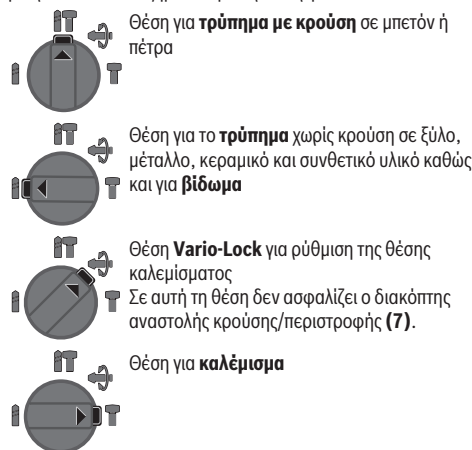 Θέση για τρύπημα με κρούση σε μπετόν ή
πέτρα
Θέση για το τρύπημα χωρίς κρούση σε ξύλο,
μέταλλο, κεραμικό και συνθετικό υλικό καθώς
και για βίδωμα
Θέση Vario-Lock για ρύθμιση της θέσης
καλεμίσματος
Σε αυτή τη θέση δεν ασφαλίζει ο διακόπτης
αναστολής κρούσης/περιστροφής (7).
Θέση για καλέμισμα